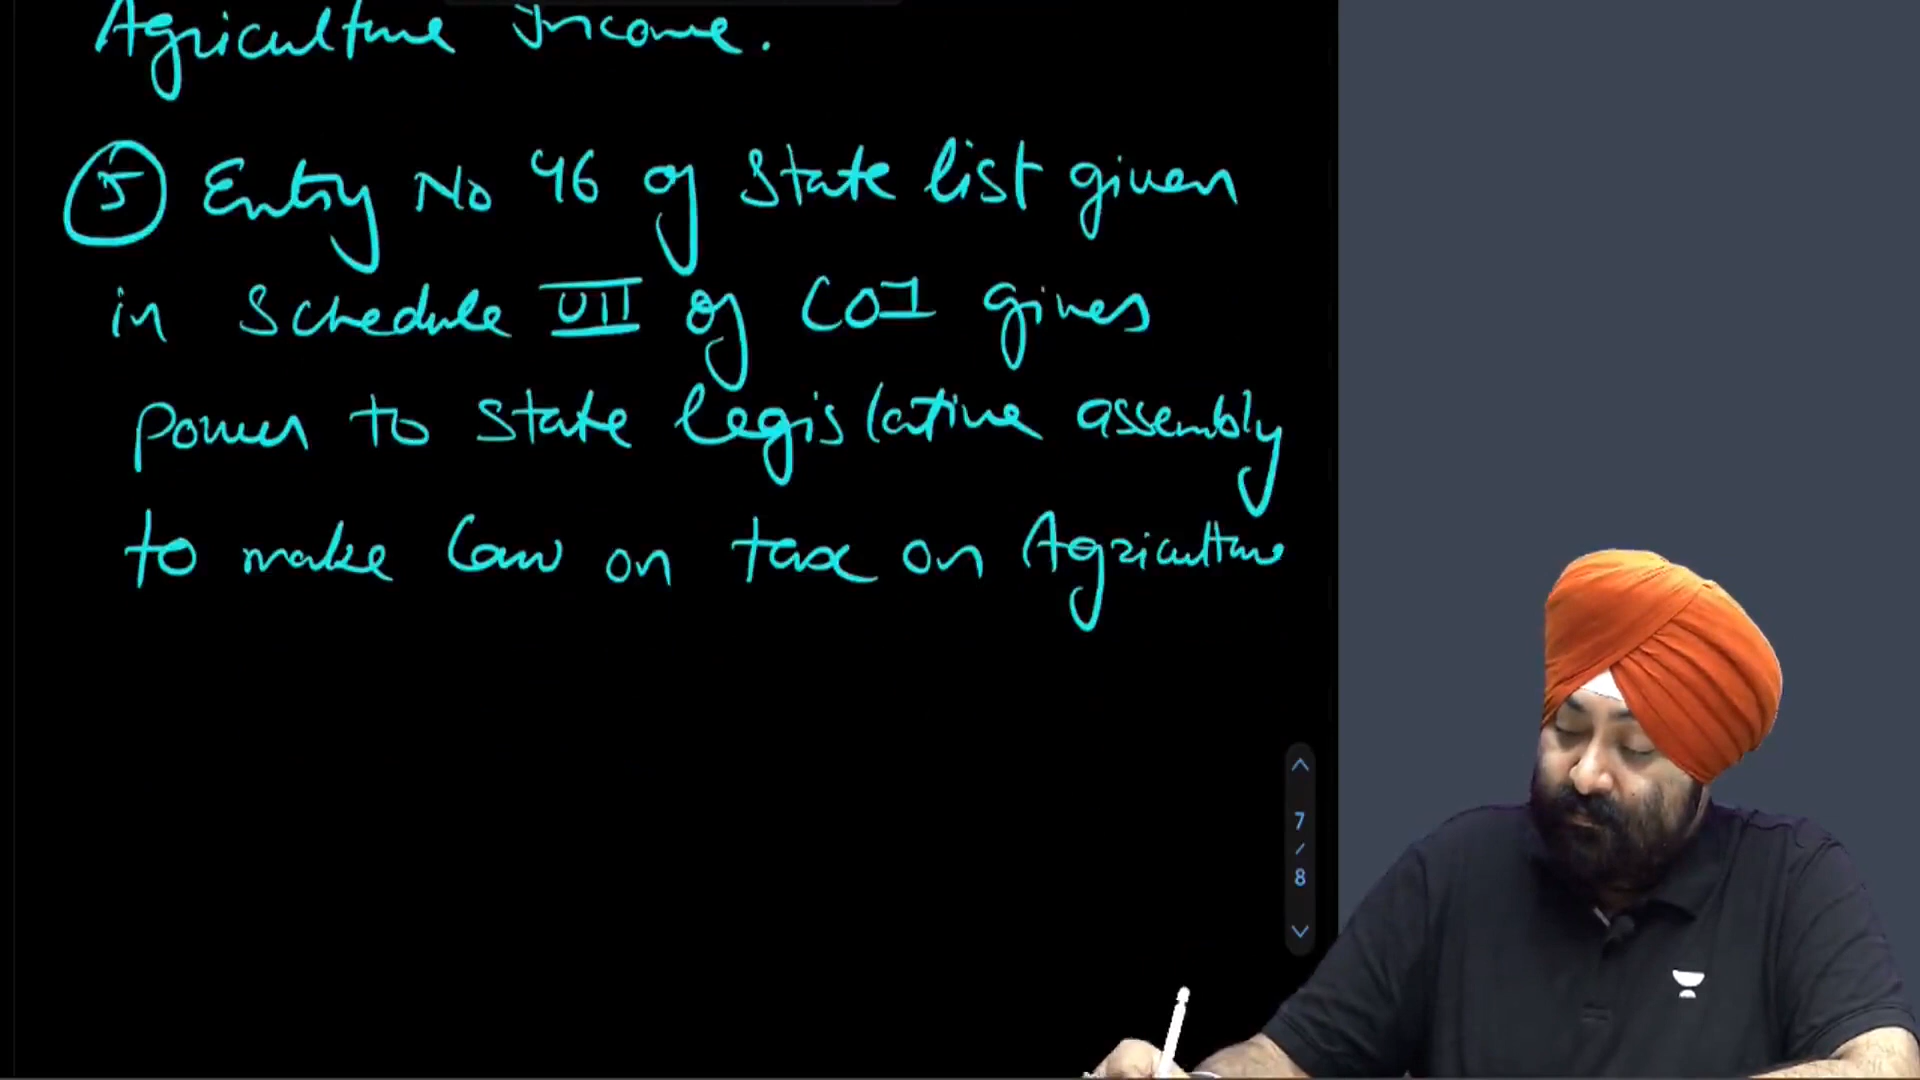 Agriculture Income.
5 Entry No 46 of State list given
in Schedule VII of COI gives
power to state legislative assembly
to make law on tax on Agriculture
7
/
8